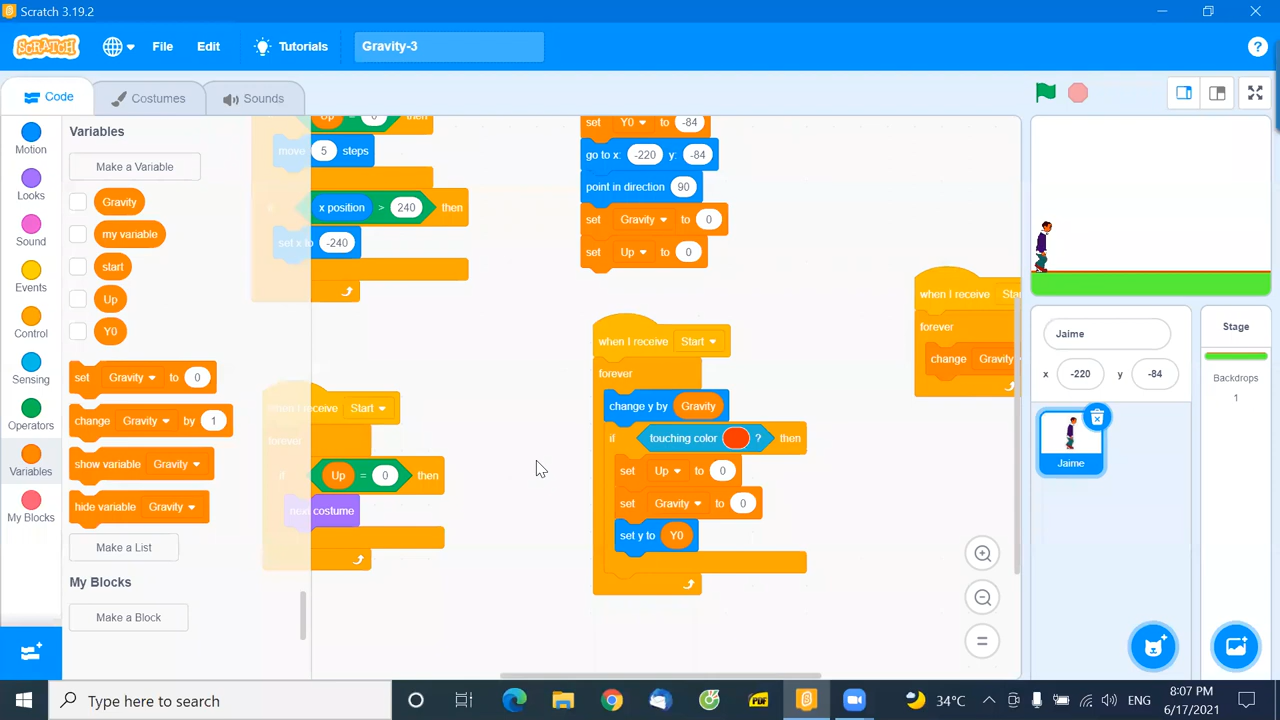 Scratch 3.19.2
SCRATCH
File
Edit
Tutorials
Gravity-3
?
Code
Costumes
Sounds
Motion
Looks
Sound
Events
Control
Sensing
Operators
Variables
My Blocks
Variables
Make a Variable
Gravity
my variable
start
Up
Y0
set Gravity to 0
change Gravity by 1
show variable Gravity
hide variable Gravity
Make a List
My Blocks
Make a Block
Up = 0 then
move 5 steps
if x position > 240 then
set x to -240
when I receive Start
forever
if Up = 0 then
next costume
set Y0 to -84
go to x: -220 y: -84
point in direction 90
set Gravity to 0
set Up to 0
when I receive Start
forever
change y by Gravity
if touching color ? then
set Up to 0
set Gravity to 0
set y to Y0
when I receive Sta
forever
change Gravity
Jaime
x -220 y -84
Jaime
Stage
Backdrops
1
Type here to search
PDF
34°C
ENG
8:07 PM
6/17/2021